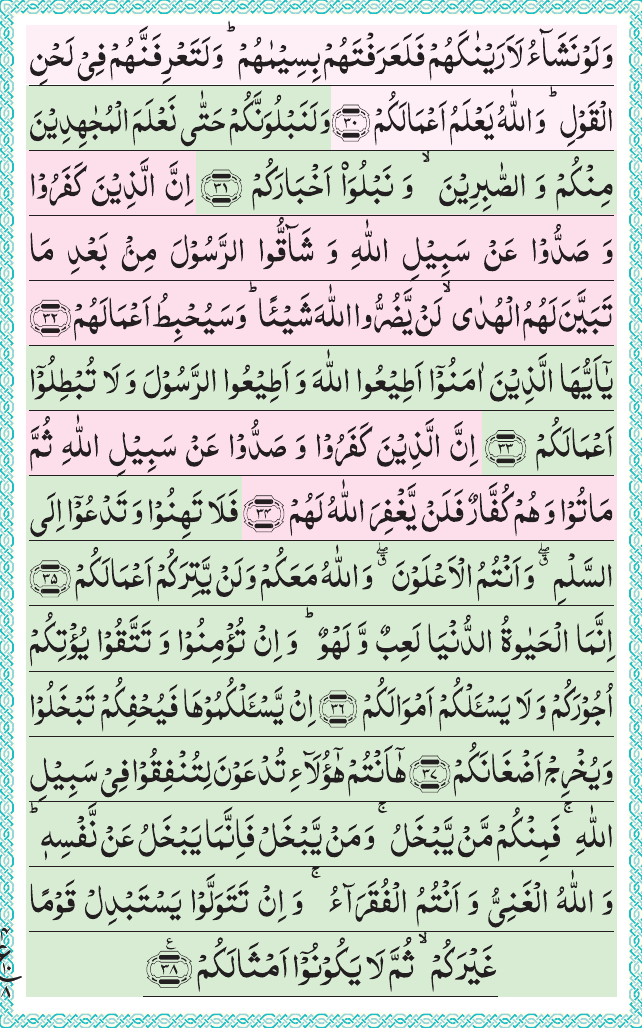 وَلَوْ نَشَآءُ لَاَرَیْنٰكَهُمْ فَلَعَرَفْتَهُمْ بِسِیْمٰهُمْ ؕ وَلَتَعْرِفَنَّهُمْ فِیْ لَحْنِ
الْقَوْلِ ؕ وَاللّٰهُ یَعْلَمُ اَعْمَالَكُمْ ۝۳۰ وَلَنَبْلُوَنَّكُمْ حَتّٰی نَعْلَمَ الْمُجٰهِدِیْنَ
مِنْكُمْ وَ الصّٰبِرِیْنَ ۙ وَ نَبْلُوَا۠ اَخْبَارَكُمْ ۝۳۱ اِنَّ الَّذِیْنَ كَفَرُوْا
وَ صَدُّوْا عَنْ سَبِیْلِ اللّٰهِ وَ شَآقُّوا الرَّسُوْلَ مِنْۢ بَعْدِ مَا
تَبَیَّنَ لَهُمُ الْهُدٰی ۙ لَنْ یَّضُرُّوا اللّٰهَ شَیْـًٔا ؕ وَسَیُحْبِطُ اَعْمَالَهُمْ ۝۳۲
یٰۤاَیُّهَا الَّذِیْنَ اٰمَنُوْۤا اَطِیْعُوا اللّٰهَ وَ اَطِیْعُوا الرَّسُوْلَ وَ لَا تُبْطِلُوْۤا
اَعْمَالَكُمْ ۝۳۳ اِنَّ الَّذِیْنَ كَفَرُوْا وَ صَدُّوْا عَنْ سَبِیْلِ اللّٰهِ ثُمَّ
مَاتُوْا وَ هُمْ كُفَّارٌ فَلَنْ یَّغْفِرَ اللّٰهُ لَهُمْ ۝۳۴ فَلَا تَهِنُوْا وَ تَدْعُوْۤا اِلَی
السَّلْمِ ۖۗ وَ اَنْتُمُ الْاَعْلَوْنَ ۖۗ وَاللّٰهُ مَعَكُمْ وَلَنْ یَّتِرَكُمْ اَعْمَالَكُمْ ۝۳۵
اِنَّمَا الْحَیٰوةُ الدُّنْیَا لَعِبٌ وَّ لَهْوٌ ؕ وَ اِنْ تُؤْمِنُوْا وَ تَتَّقُوْا یُؤْتِكُمْ
اُجُوْرَكُمْ وَ لَا یَسْـَٔلْكُمْ اَمْوَالَكُمْ ۝۳۶ اِنْ یَّسْـَٔلْكُمُوْهَا فَیُحْفِكُمْ تَبْخَلُوْا
وَیُخْرِجْ اَضْغَانَكُمْ ۝۳۷ هٰۤاَنْتُمْ هٰۤؤُلَآءِ تُدْعَوْنَ لِتُنْفِقُوْا فِیْ سَبِیْلِ
اللّٰهِ ۚ فَمِنْكُمْ مَّنْ یَّبْخَلُ ۚ وَ مَنْ یَّبْخَلْ فَاِنَّمَا یَبْخَلُ عَنْ نَّفْسِهٖ ؕ
وَ اللّٰهُ الْغَنِیُّ وَ اَنْتُمُ الْفُقَرَآءُ ۚ وَ اِنْ تَتَوَلَّوْا یَسْتَبْدِلْ قَوْمًا
غَیْرَكُمْ ۙ ثُمَّ لَا یَكُوْنُوْۤا اَمْثَالَكُمْ ۝۳۸ ع